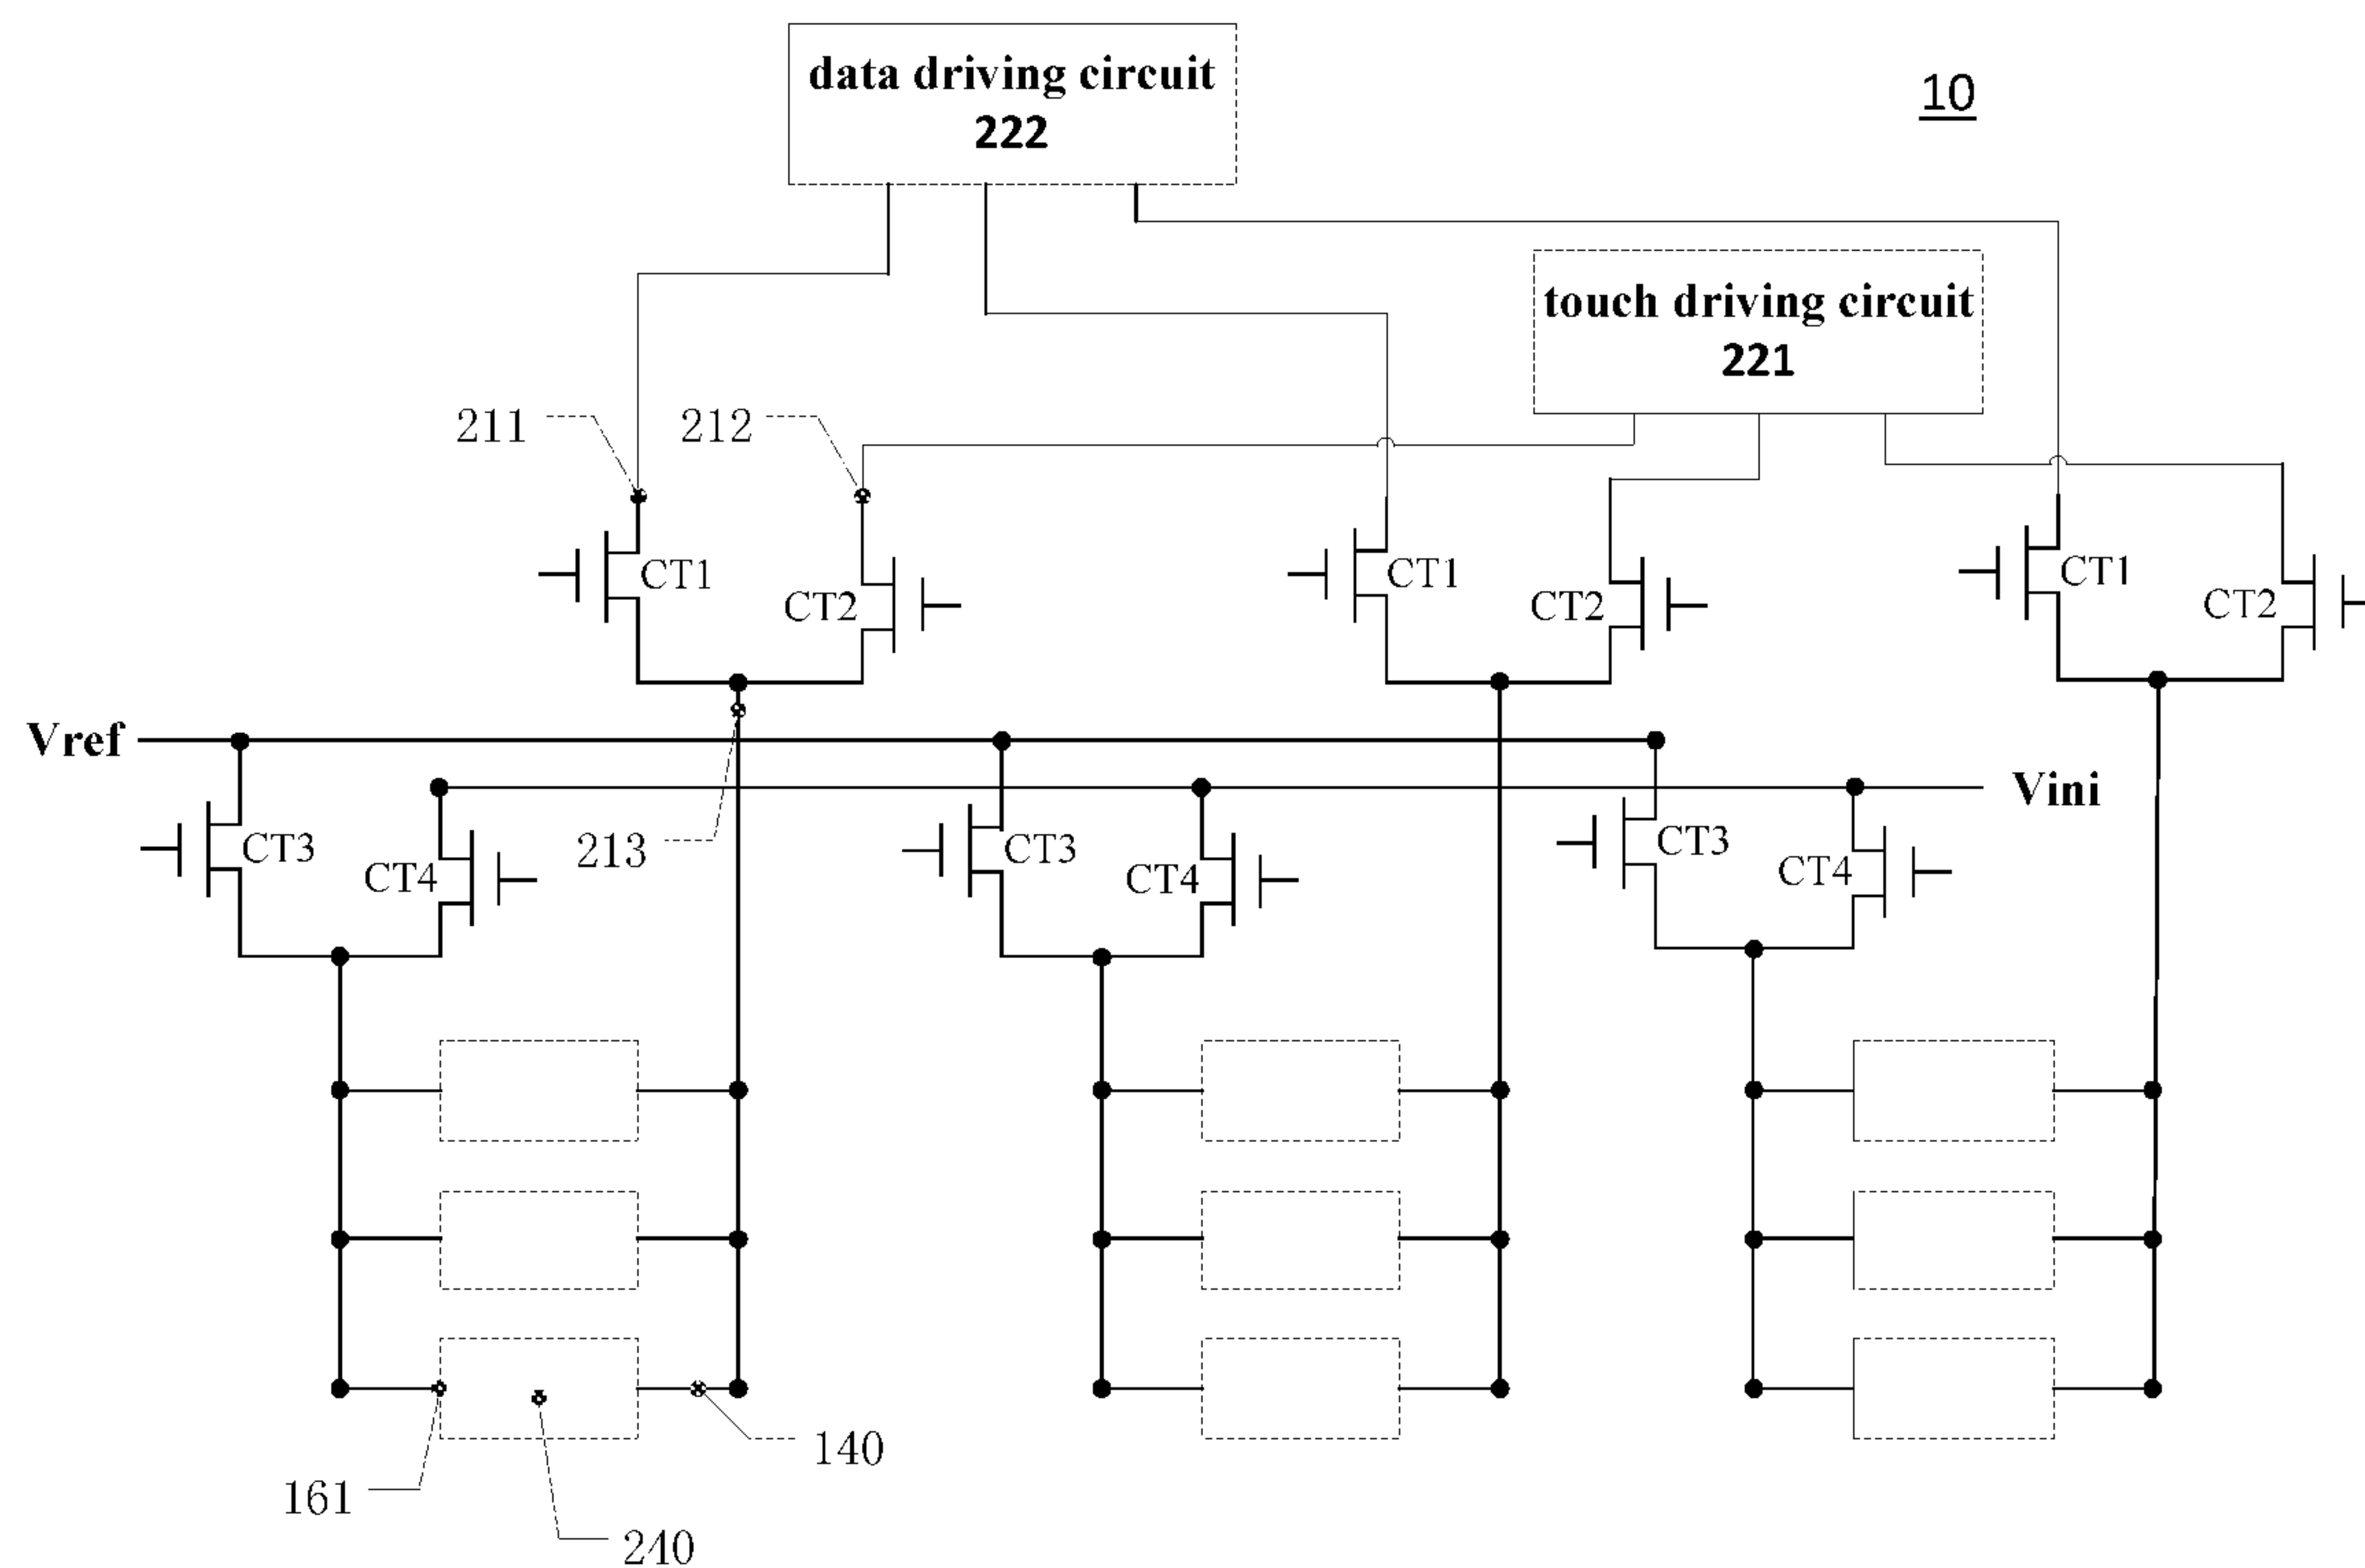 data driving circuit
222
10
touch driving circuit
221
211
212
CT1
CT2
CT1
CT2
CT1
CT2
Vref
Vini
CT3
CT4
213
CT3
CT4
CT3
CT4
140
161
240